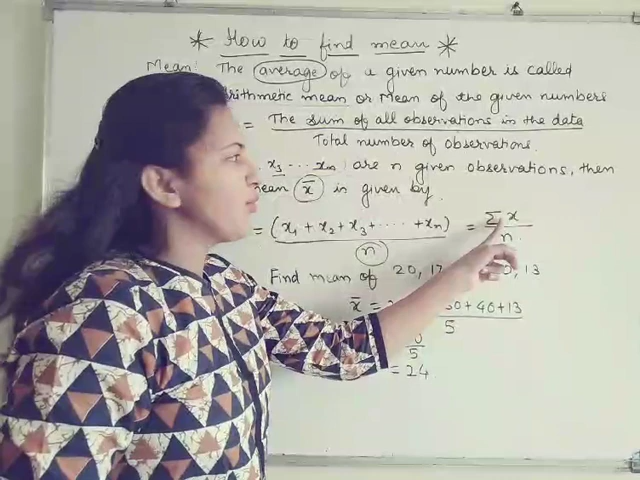 * How to find mean *
Mean: The average of a given number is called
arithmetic mean or Mean of the given numbers
= The sum of all observations in the data
Total number of observations.
x₃ ... xₙ are n given observations, then
mean x̄ is given by.
= (x₁ + x₂ + x₃ + ..... + xₙ) / n = Σx / n
Find mean of 20, 13
x̄ = 30 + 40 + 13
5
5
= 24